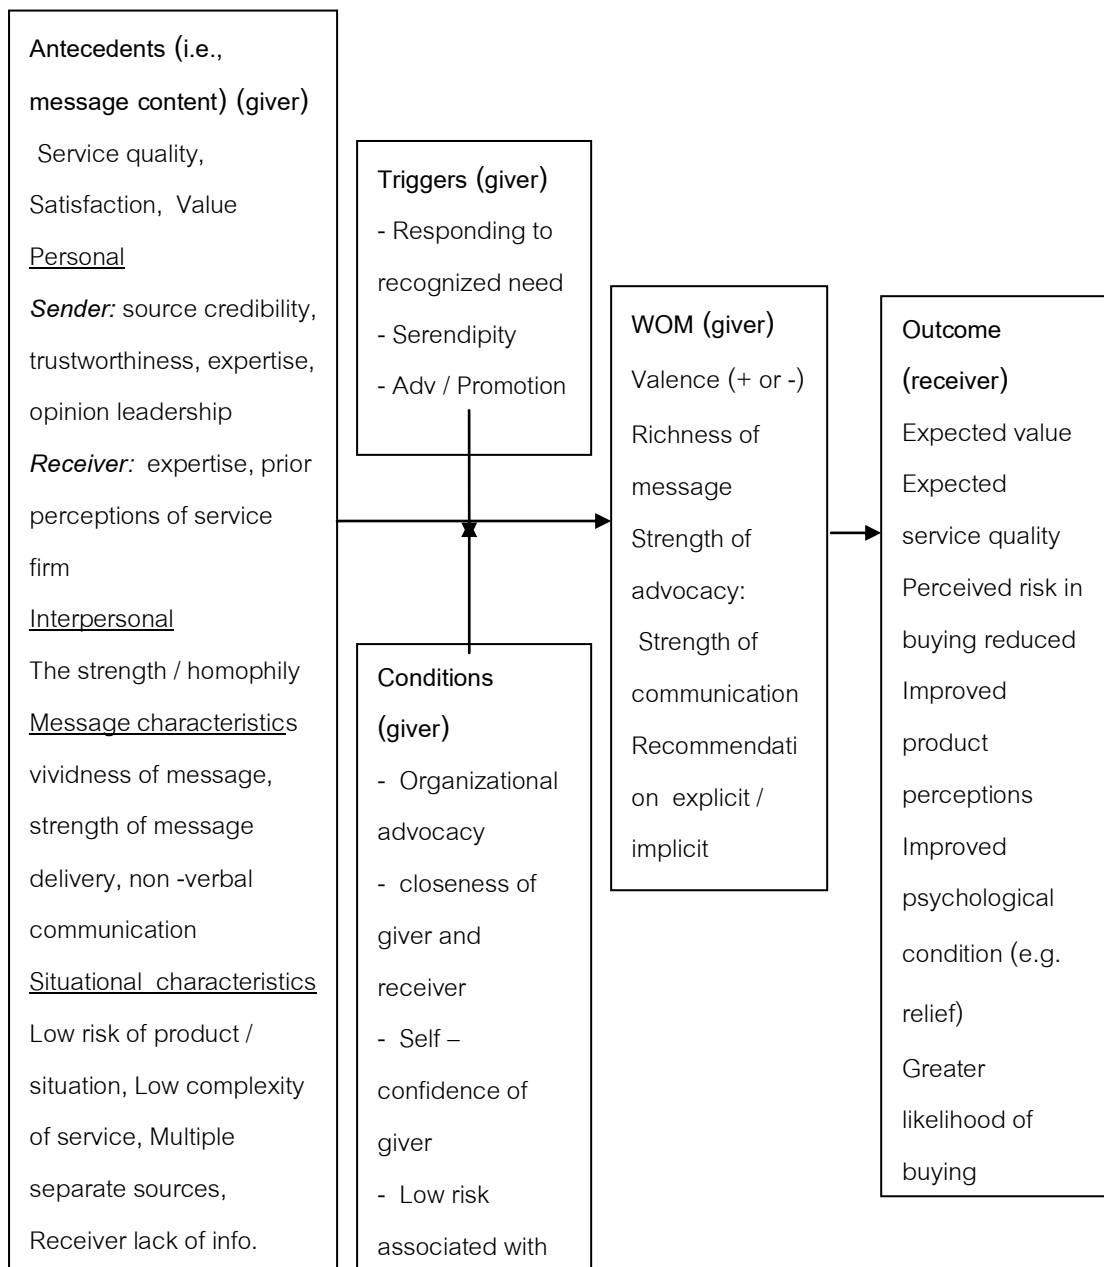 Antecedents (i.e.,
message content) (giver)
Service quality,
Satisfaction, Value
Personal
Sender: source credibility,
trustworthiness, expertise,
opinion leadership
Receiver: expertise, prior
perceptions of service
firm
Interpersonal
The strength / homophily
Message characteristics
vividness of message,
strength of message
delivery, non -verbal
communication
Situational characteristics
Low risk of product /
situation, Low complexity
of service, Multiple
separate sources,
Receiver lack of info.
Triggers (giver)
- Responding to
recognized need
- Serendipity
- Adv / Promotion
Conditions
(giver)
- Organizational
advocacy
- closeness of
giver and
receiver
- Self –
confidence of
giver
- Low risk
associated with
WOM (giver)
Valence (+ or -)
Richness of
message
Strength of
advocacy:
Strength of
communication
Recommendati
on explicit /
implicit
Outcome
(receiver)
Expected value
Expected
service quality
Perceived risk in
buying reduced
Improved
product
perceptions
Improved
psychological
condition (e.g.
relief)
Greater
likelihood of
buying